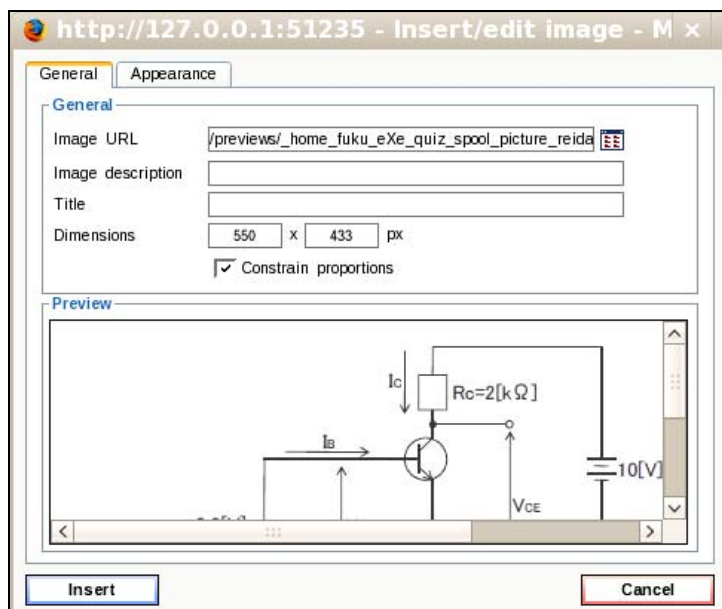 http://127.0.0.1:51235 - Insert/edit image - M
General Appearance
General
Image URL /previews/_home_fuku_eXe_quiz_spool_picture_reida
Image description
Title
Dimensions 550 x 433 px
Constrain proportions
Preview
IC
RC=2[kΩ]
IB
10[V]
VCE
Insert Cancel